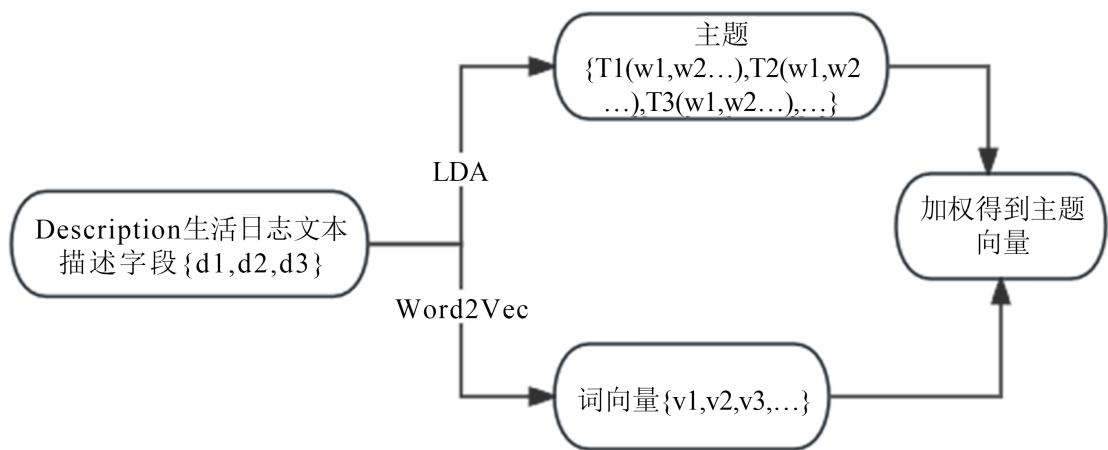 主题
{T1(w1,w2…),T2(w1,w2
…),T3(w1,w2…),…}
LDA
Description生活日志文本
描述字段{d1,d2,d3}
加权得到主题
向量
Word2Vec
词向量{v1,v2,v3,…}